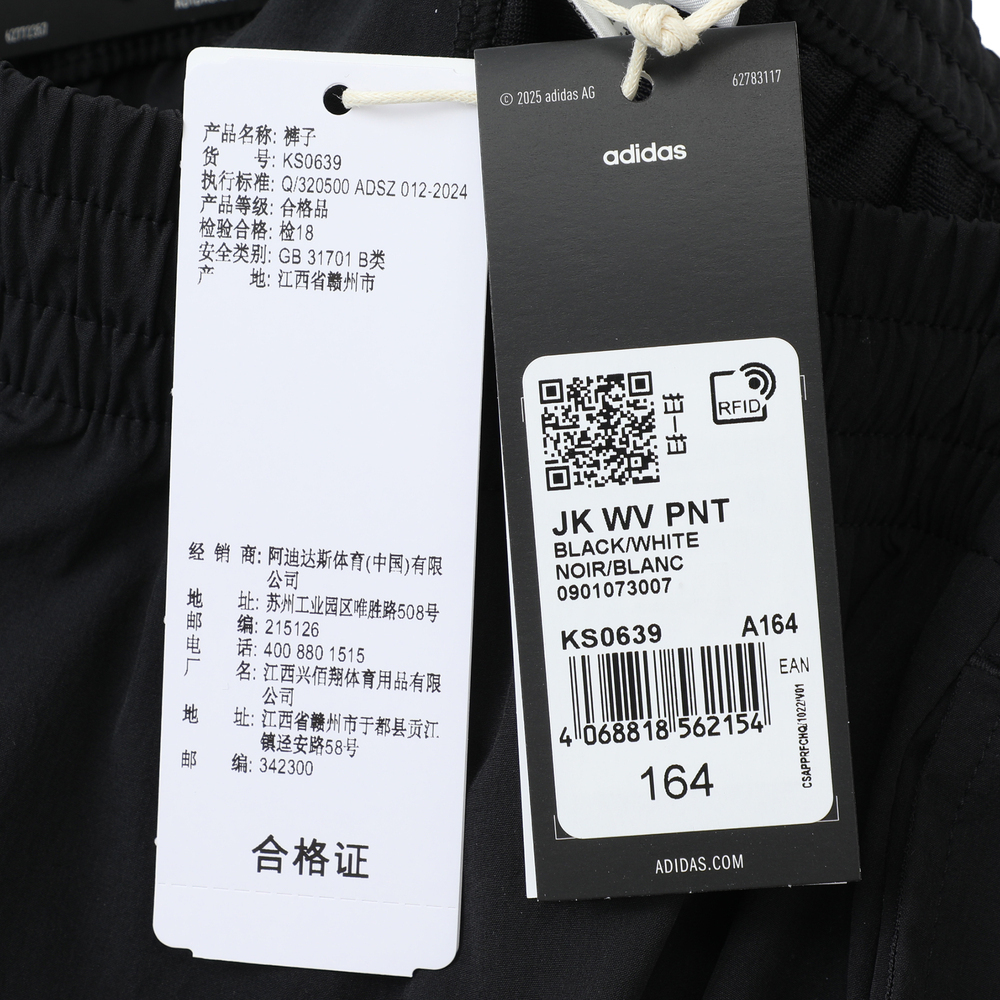 产品名称: 裤子
货 号: KS0639
执行标准: Q/320500 ADSZ 012-2024
产品等级: 合格品
检验合格: 检18
安全类别: GB 31701 B类
产 地: 江西省赣州市
经 销 商: 阿迪达斯体育(中国)有限
公司
地 址: 苏州工业园区唯胜路508号
邮 编: 215126
电 话: 400 880 1515
厂 名: 江西兴佰翔体育用品有限
公司
地 址: 江西省赣州市于都县贡江
镇迳安路58号
邮 编: 342300
合格证
© 2025 adidas AG
62783117
adidas
RFID
扫一扫
JK WV PNT
BLACK/WHITE
NOIR/BLANC
0901073007
KS0639 A164
EAN
4 068818 562154
CSAPPRFCHQ/1022/V01
164
ADIDAS.COM